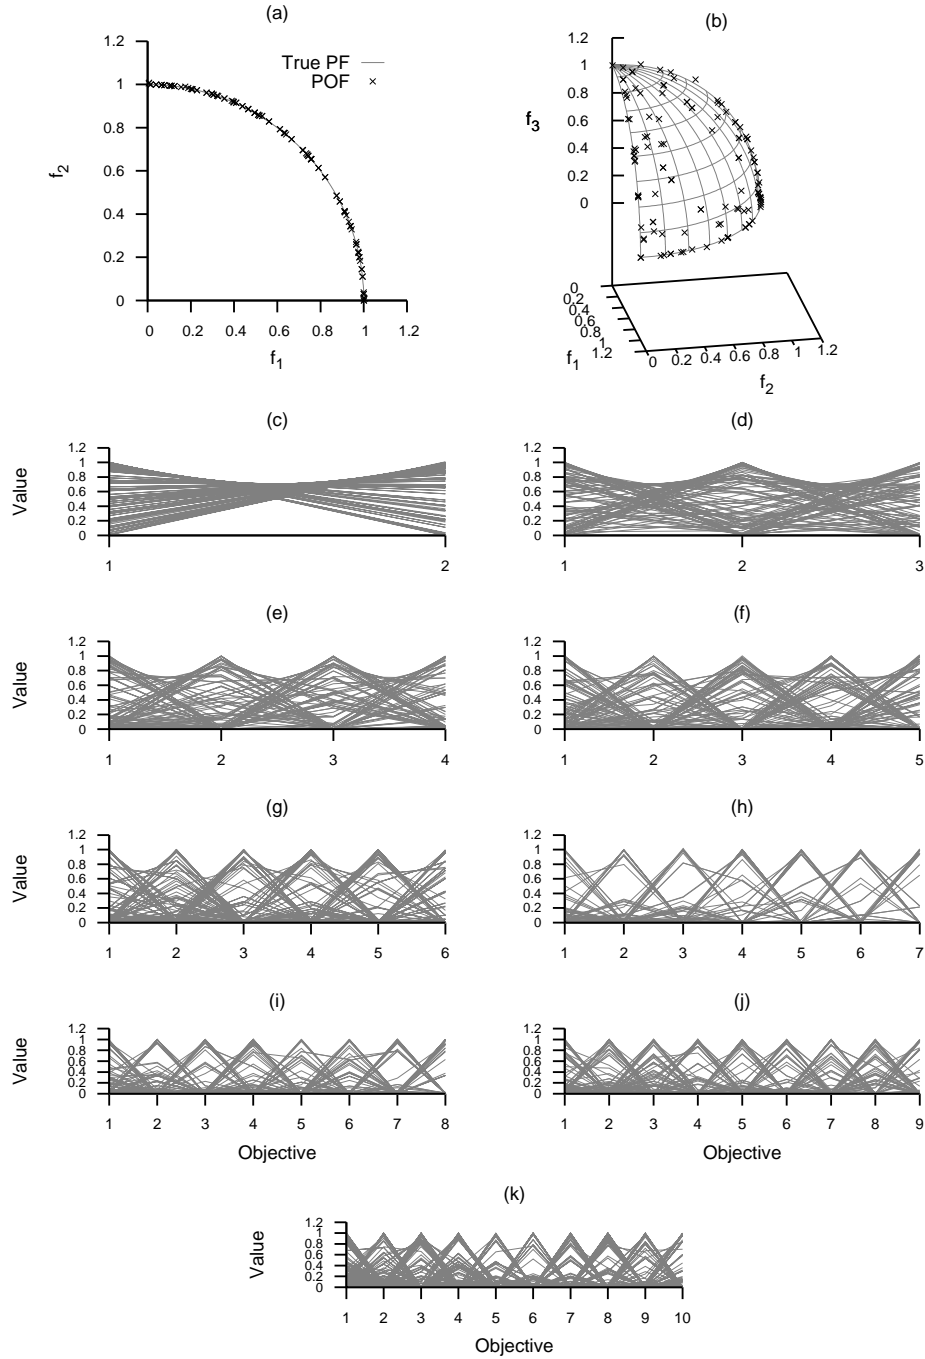 (a)
1.2
1
0.8
0.6
0.4
0.2
0
f2
True PF
POF
0 0.2 0.4 0.6 0.8 1 1.2
f1
(b)
1.2
1
0.8
0.6
0.4
0.2
0
f3
0
0.2
0.4
0.6
0.8
1
1.2
f1
0 0.2 0.4 0.6 0.8 1 1.2
f2
(c)
1.2
1
0.8
0.6
0.4
0.2
0
Value
1 2
(d)
1.2
1
0.8
0.6
0.4
0.2
0
1 2 3
(e)
1.2
1
0.8
0.6
0.4
0.2
0
Value
1 2 3 4
(f)
1.2
1
0.8
0.6
0.4
0.2
0
1 2 3 4 5
(g)
1.2
1
0.8
0.6
0.4
0.2
0
Value
1 2 3 4 5 6
(h)
1.2
1
0.8
0.6
0.4
0.2
0
1 2 3 4 5 6 7
(i)
1.2
1
0.8
0.6
0.4
0.2
0
Value
1 2 3 4 5 6 7 8
Objective
(j)
1.2
1
0.8
0.6
0.4
0.2
0
1 2 3 4 5 6 7 8 9
Objective
(k)
1.2
1
0.8
0.6
0.4
0.2
0
Value
1 2 3 4 5 6 7 8 9 10
Objective